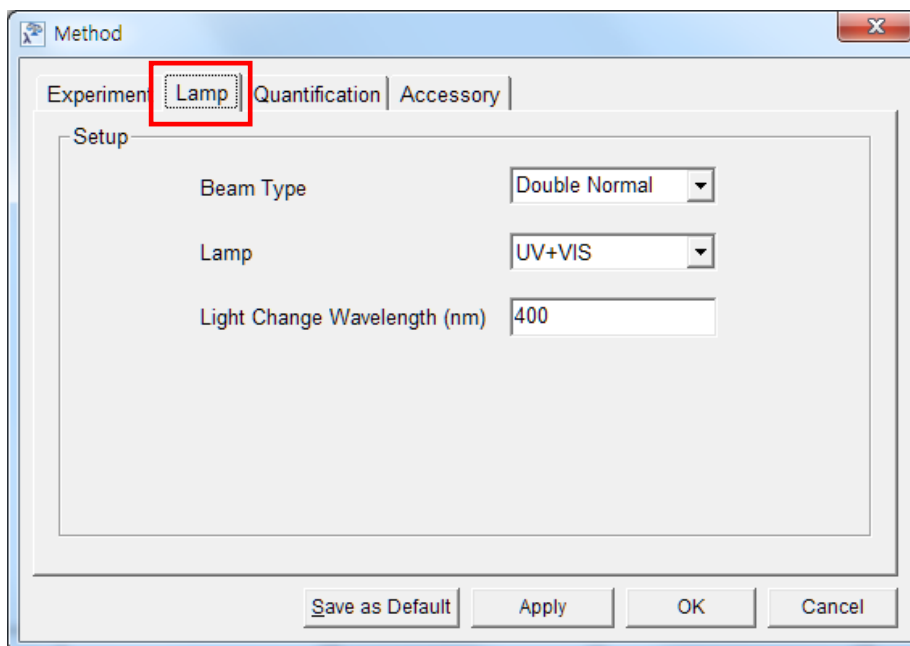 Method
Experiment Lamp Quantification Accessory
Setup
Beam Type Double Normal
Lamp UV+VIS
Light Change Wavelength (nm) 400
Save as Default Apply OK Cancel